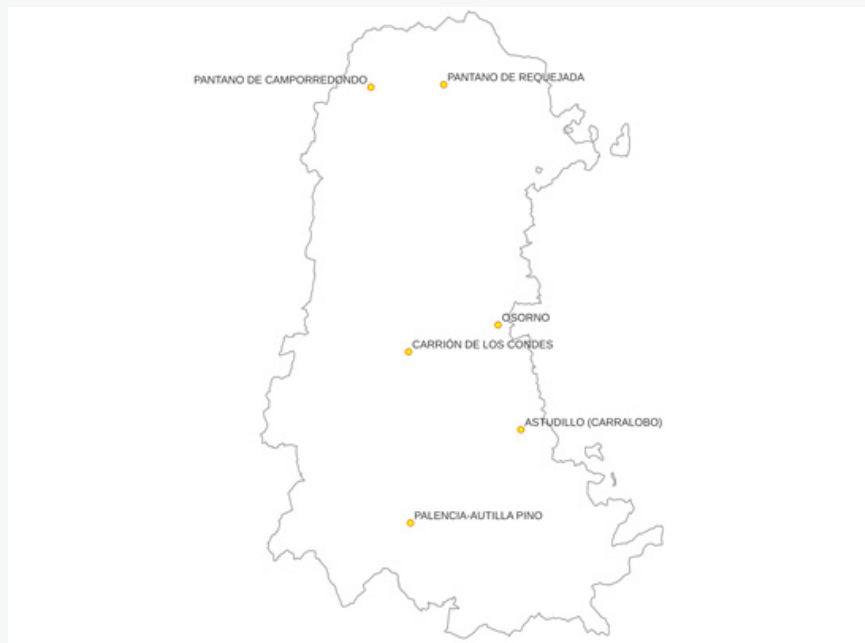 PANTANO DE CAMPORREDONDO
PANTANO DE REQUEJADA
OSORNO
CARRIÓN DE LOS CONDES
ASTUDILLO (CARRALOBO)
PALENCIA-AUTILLA PINO